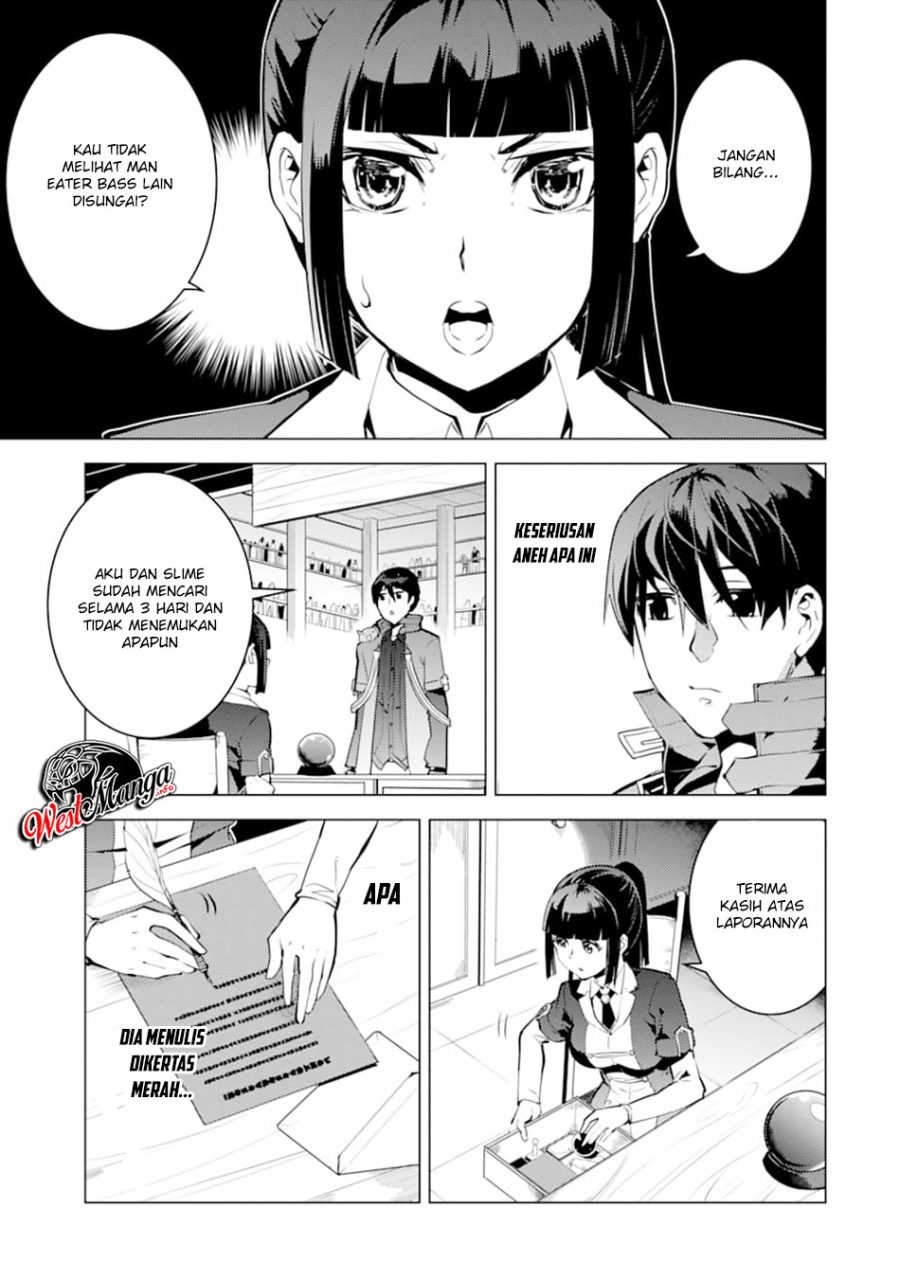 JANGAN
BILANG...
KAU TIDAK
MELIHAT MAN
EATER BASS LAIN
DISUNGAI?
KESERIUSAN
ANEH APA INI
AKU DAN SLIME
SUDAH MENCARI
SELAMA 3 HARI DAN
TIDAK MENEMUKAN
APAPUN
WestManga
.info
TERIMA
KASIH ATAS
LAPORANNYA
APA
DIA MENULIS
DIKERTAS
MERAH...